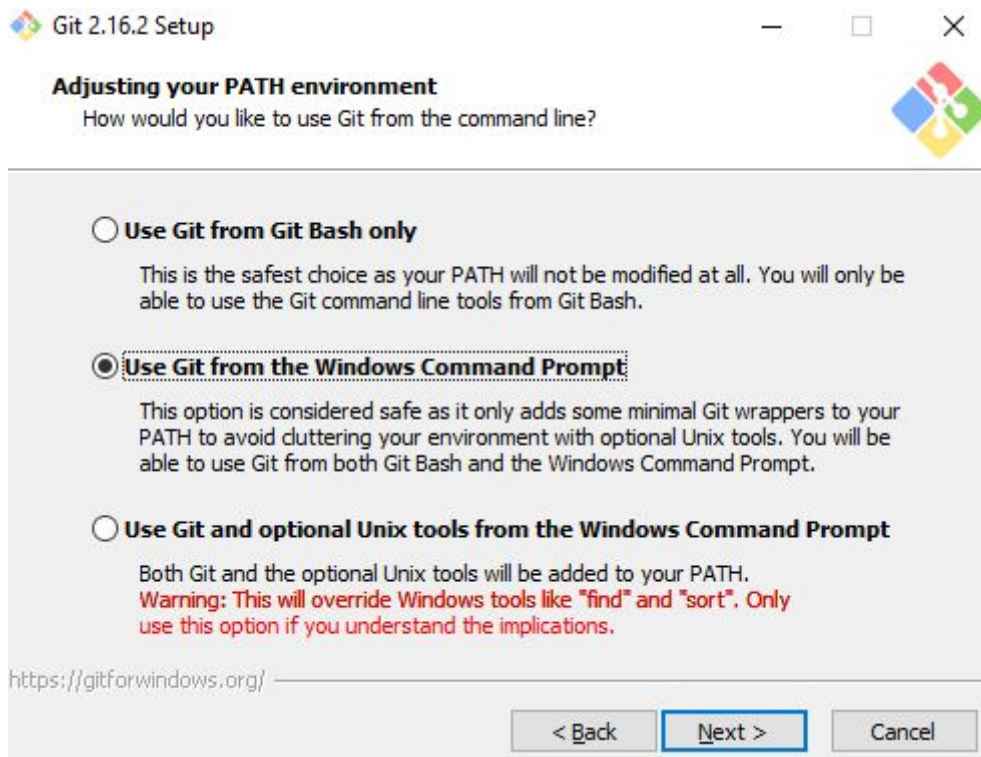 Git 2.16.2 Setup
Adjusting your PATH environment
How would you like to use Git from the command line?
Use Git from Git Bash only
This is the safest choice as your PATH will not be modified at all. You will only be
able to use the Git command line tools from Git Bash.
Use Git from the Windows Command Prompt
This option is considered safe as it only adds some minimal Git wrappers to your
PATH to avoid cluttering your environment with optional Unix tools. You will be
able to use Git from both Git Bash and the Windows Command Prompt.
Use Git and optional Unix tools from the Windows Command Prompt
Both Git and the optional Unix tools will be added to your PATH.
Warning: This will override Windows tools like "find" and "sort". Only
use this option if you understand the implications.
https://gitforwindows.org/
< Back Next > Cancel